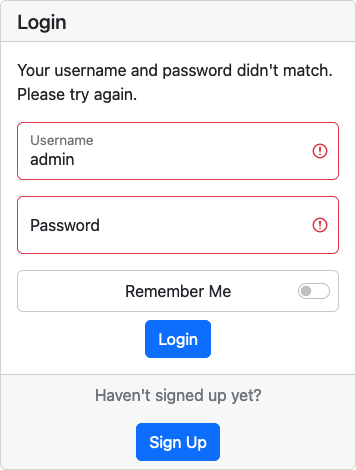 Login
Your username and password didn't match.
Please try again.
Username
admin
Password
Remember Me
Login
Haven't signed up yet?
Sign Up